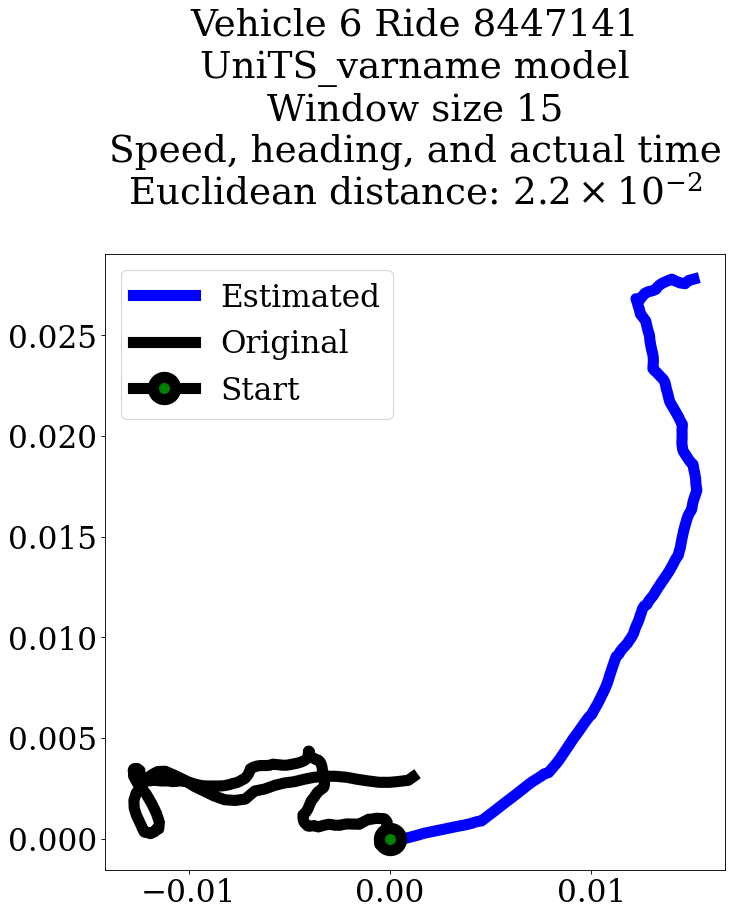 Vehicle 6 Ride 8447141
UniTS_varname model
Window size 15
Speed, heading, and actual time
Euclidean distance: 2.2 × 10⁻²
Estimated
Original
Start
0.025
0.020
0.015
0.010
0.005
0.000
−0.01
0.00
0.01